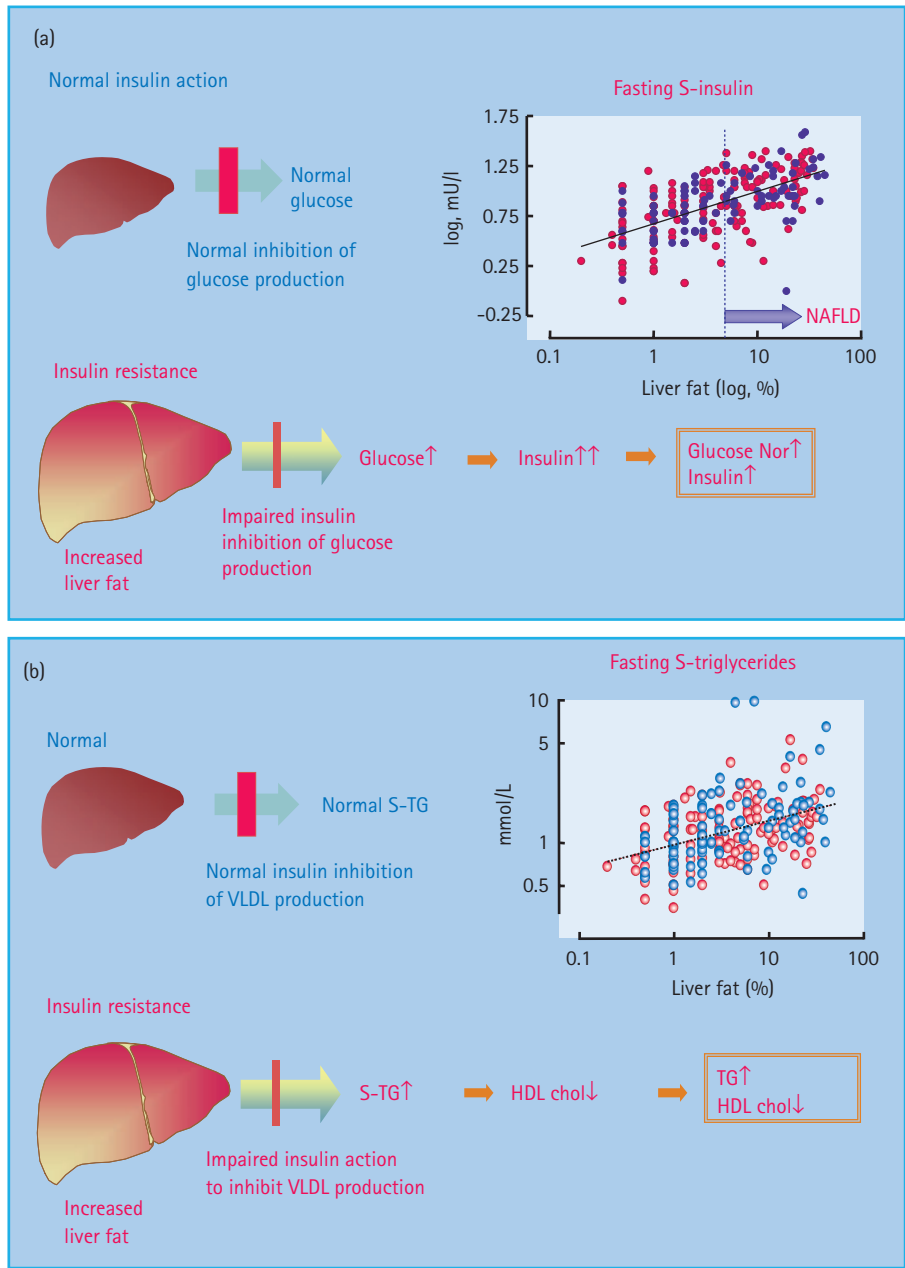 (a)
Normal insulin action
Normal
glucose
Normal inhibition of
glucose production
Fasting S-insulin
log, mU/l
1.75
1.25
0.75
0.25
−0.25
NAFLD
0.1
1
10
100
Liver fat (log, %)
Insulin resistance
Glucose↑
Insulin↑↑
Glucose Nor↑
Insulin↑
Impaired insulin
inhibition of glucose
production
Increased
liver fat
(b)
Normal
Normal S-TG
Normal insulin inhibition
of VLDL production
Fasting S-triglycerides
mmol/L
10
5
1
0.5
0.1
1
10
100
Liver fat (%)
Insulin resistance
S-TG↑
HDL chol↓
TG↑
HDL chol↓
Impaired insulin action
to inhibit VLDL production
Increased
liver fat